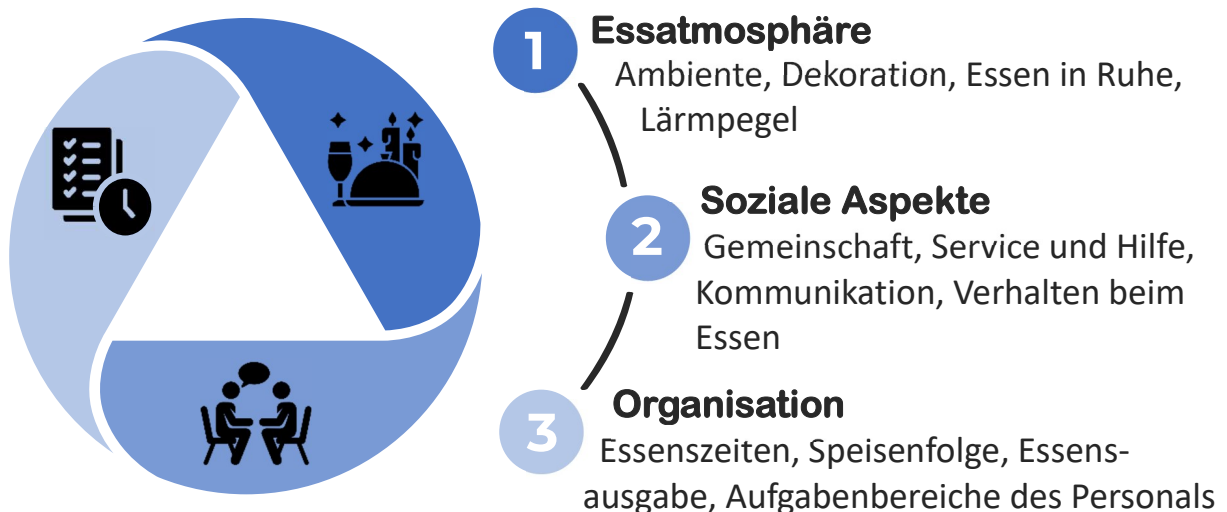 1
Essatmosphäre
Ambiente, Dekoration, Essen in Ruhe,
Lärmpegel
2
Soziale Aspekte
Gemeinschaft, Service und Hilfe,
Kommunikation, Verhalten beim
Essen
3
Organisation
Essenszeiten, Speisenfolge, Essens-
ausgabe, Aufgabenbereiche des Personals